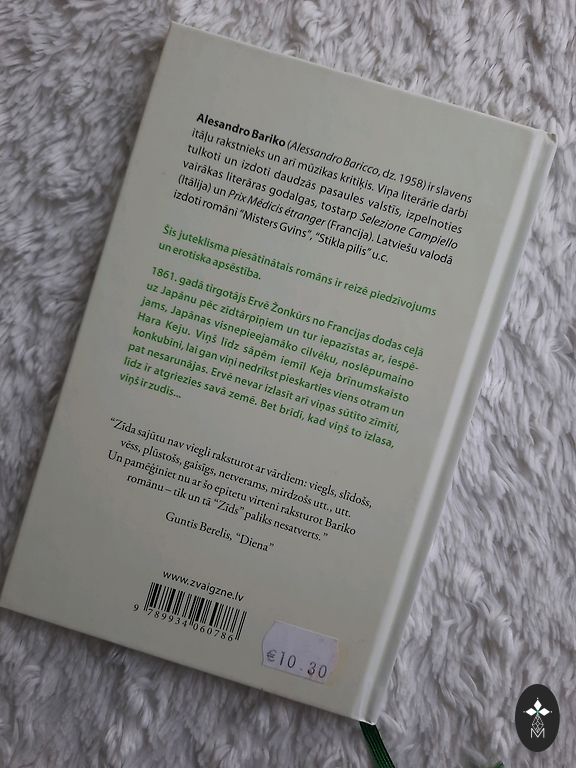 Alesandro Bariko (Alessandro Baricco, dz. 1958) ir slavens
itāļu rakstnieks un arī mūzikas kritiķis. Viņa literārie darbi
tulkoti un izdoti daudzās pasaules valstīs, izpelnoties
vairākas literāras godalgas, tostarp Selezione Campiello
(Itālija) un Prix Médicis étranger (Francija). Latviešu valodā
izdoti romāni “Misters Gvins”, “Stikla pilis” u.c.
Šis juteklisma piesātinātais romāns ir reizē piedzīvojums
un erotiska apsēstība.
1861. gadā tirgotājs Ervē Žonkūrs no Francijas dodas ceļā
uz Japānu pēc zīdtārpiņiem un tur iepazīstas ar, iespē-
jams, Japānas visnepieejamāko cilvēku, noslēpumaino
Hara Keju. Viņš līdz sāpēm iemīl Keja brīnumskaisto
konkubīni, lai gan viņi nedrīkst pieskarties viens otram un
pat nesarunājas. Ervē nevar izlasīt arī viņas sūtīto zīmīti,
līdz ir atgriezies savā zemē. Bet brīdī, kad viņš to izlasa,
viņš ir zudis...
“Zīda sajūtu nav viegli raksturot ar vārdiem: viegls, slīdošs,
vēss, plūstošs, gaisīgs, netverams, mirdzošs utt., utt.
Un pamēģiniet nu ar šo epitetu virteni raksturot Bariko
romānu – tik un tā “Zīds” paliks nesatverts.”
Guntis Berelis, “Diena”
www.zvaigzne.lv
9 789934 060786
€10.30
M